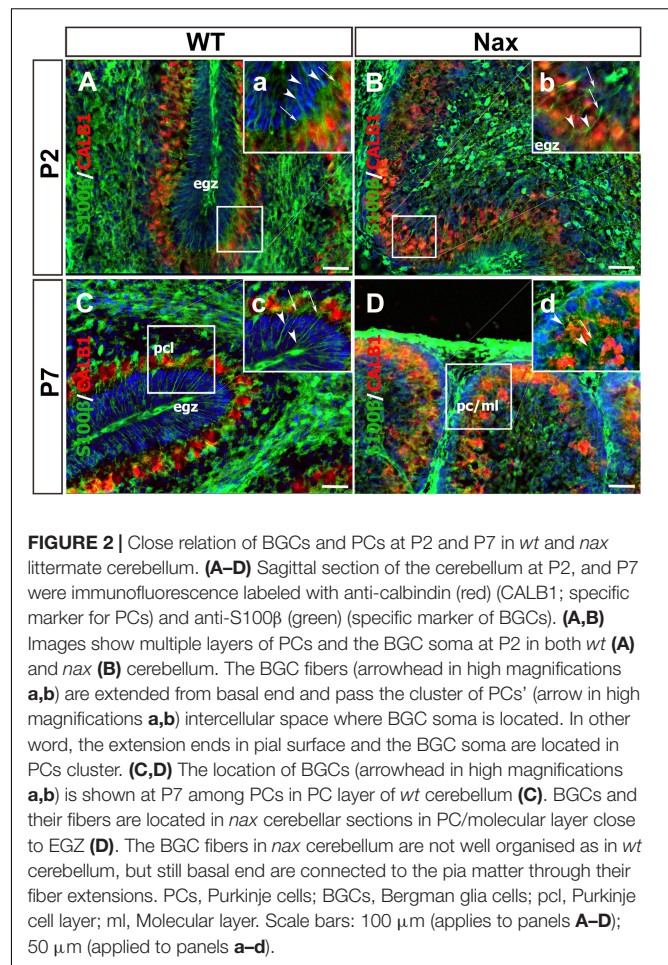 WT
Nax
P2
P7
A
a
egz
S100β/CALB1
B
b
egz
S100β/CALB1
C
c
pcl
egz
S100β/CALB1
D
d
pc/ml
S100β/CALB1
FIGURE 2 | Close relation of BGCs and PCs at P2 and P7 in wt and nax
littermate cerebellum. (A–D) Sagittal section of the cerebellum at P2, and P7
were immunofluorescence labeled with anti-calbindin (red) (CALB1; specific
marker for PCs) and anti-S100β (green) (specific marker of BGCs). (A,B)
Images show multiple layers of PCs and the BGC soma at P2 in both wt (A)
and nax (B) cerebellum. The BGC fibers (arrowhead in high magnifications
a,b) are extended from basal end and pass the cluster of PCs' (arrow in high
magnifications a,b) intercellular space where BGC soma is located. In other
word, the extension ends in pial surface and the BGC soma are located in
PCs cluster. (C,D) The location of BGCs (arrowhead in high magnifications
a,b) is shown at P7 among PCs in PC layer of wt cerebellum (C). BGCs and
their fibers are located in nax cerebellar sections in PC/molecular layer close
to EGZ (D). The BGC fibers in nax cerebellum are not well organised as in wt
cerebellum, but still basal end are connected to the pia matter through their
fiber extensions. PCs, Purkinje cells; BGCs, Bergman glia cells; pcl, Purkinje
cell layer; ml, Molecular layer. Scale bars: 100 μm (applies to panels A–D);
50 μm (applied to panels a–d).